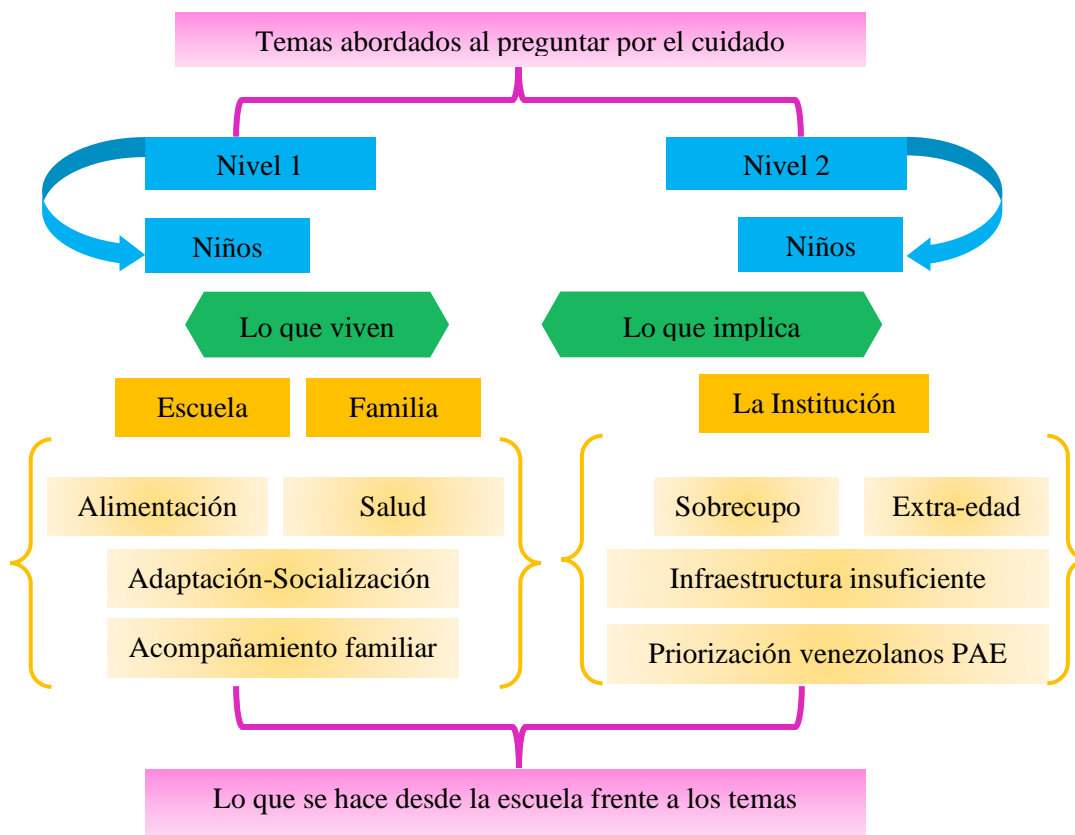 Temas abordados al preguntar por el cuidado
Nivel 1
Nivel 2
Niños
Niños
Lo que viven
Lo que implica
Escuela
Familia
La Institución
Alimentación
Salud
Sobrecupo
Extra-edad
Adaptación-Socialización
Infraestructura insuficiente
Acompañamiento familiar
Priorización venezolanos PAE
Lo que se hace desde la escuela frente a los temas